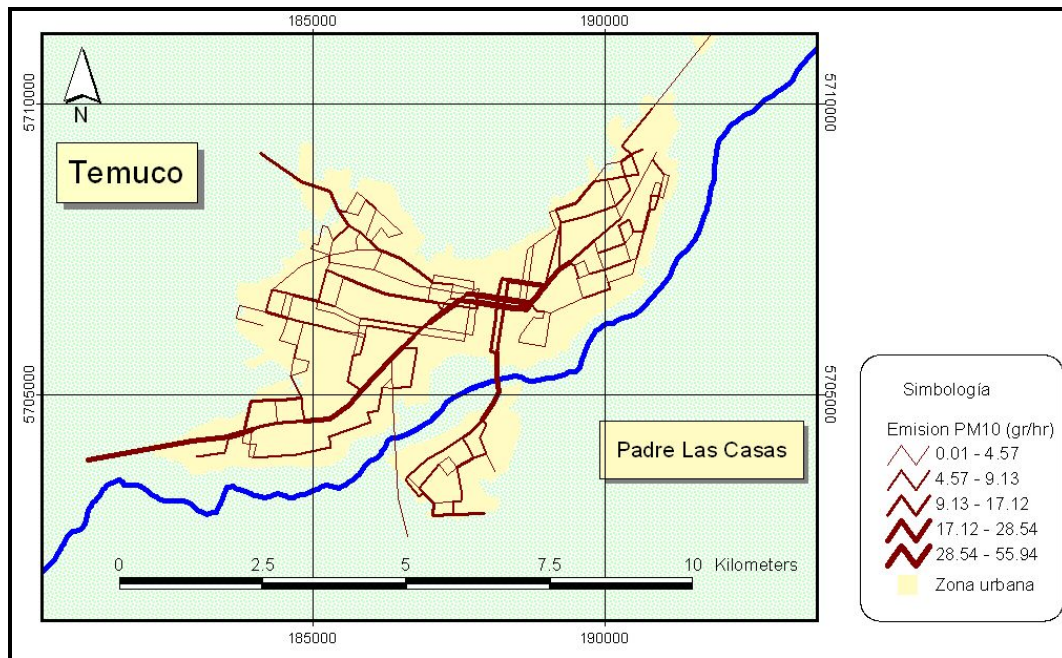 185000
190000
5710000
5710000
N
Temuco
5705000
5705000
Padre Las Casas
0
2.5
5
7.5
10 Kilometers
185000
190000
Simbología
Emision PM10 (gr/hr)
0.01 - 4.57
4.57 - 9.13
9.13 - 17.12
17.12 - 28.54
28.54 - 55.94
Zona urbana